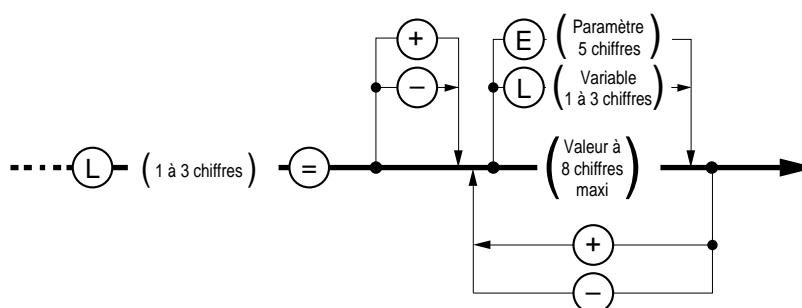 +
−
E (Paramètre
5 chiffres)
L (Variable
1 à 3 chiffres)
L (1 à 3 chiffres) = (Valeur à
8 chiffres
maxi)
+
−